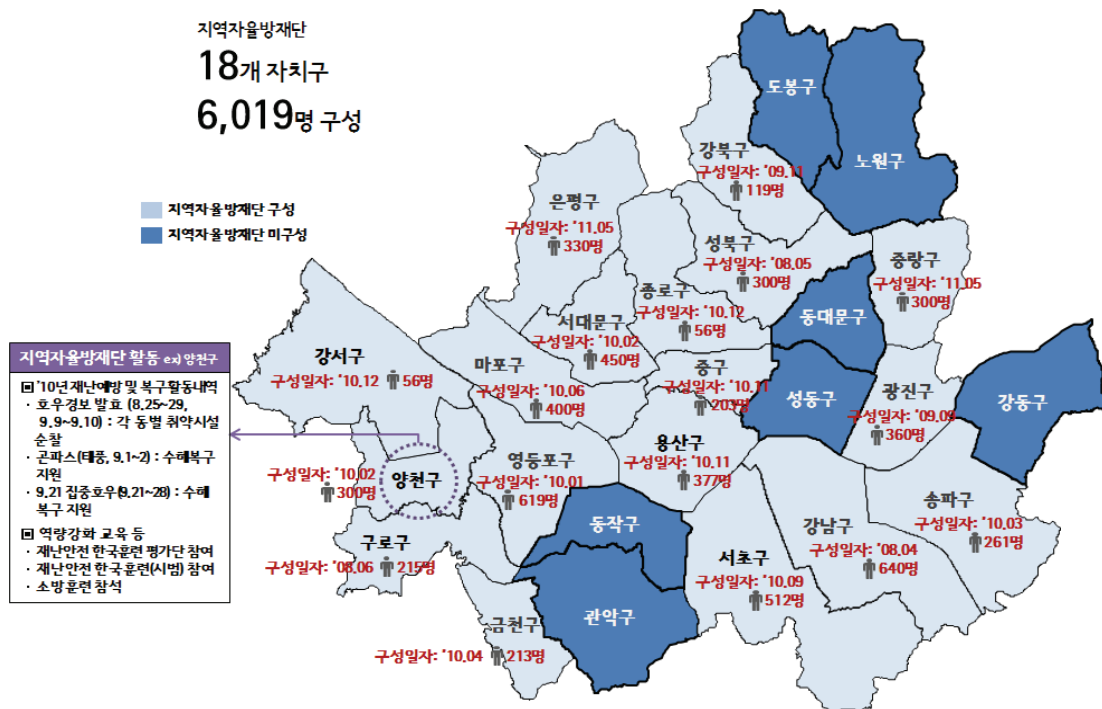 지역자율방재단
18개 자치구
6,019명 구성
지역자율방재단 구성
지역자율방재단 미구성
도봉구
노원구
강북구
구성일자: '09.11
119명
은평구
구성일자: '11.05
330명
성북구
구성일자: '08.05
300명
중랑구
구성일자: '11.05
300명
종로구
구성일자: '10.12
56명
동대문구
서대문구
구성일자: '10.02
450명
강서구
구성일자: '10.12 56명
마포구
구성일자: '10.06
400명
중구
구성일자: '10.11
203명
성동구
광진구
구성일자: '09.09
360명
강동구
용산구
구성일자: '10.11
377명
양천구
구성일자: '10.02
300명
영등포구
구성일자: '10.01
619명
동작구
강남구
구성일자: '08.04
640명
송파구
구성일자: '10.03
261명
구로구
구성일자: '08.06 215명
서초구
구성일자: '10.09
512명
관악구
금천구
구성일자: '10.04 213명
지역자율방재단 활동 ex) 양천구
'10년 재난예방 및 복구활동내역
· 호우경보 발효 (8.25~29,
9.9~9.10) : 각 동별 취약시설
순찰
· 곤파스(태풍, 9.1~2) : 수해복구
지원
· 9.21 집중호우(9.21~28) : 수해
복구 지원
역량강화 교육 등
· 재난안전 한국훈련 평가단 참여
· 재난안전 한국훈련(시범) 참여
· 소방훈련 참석